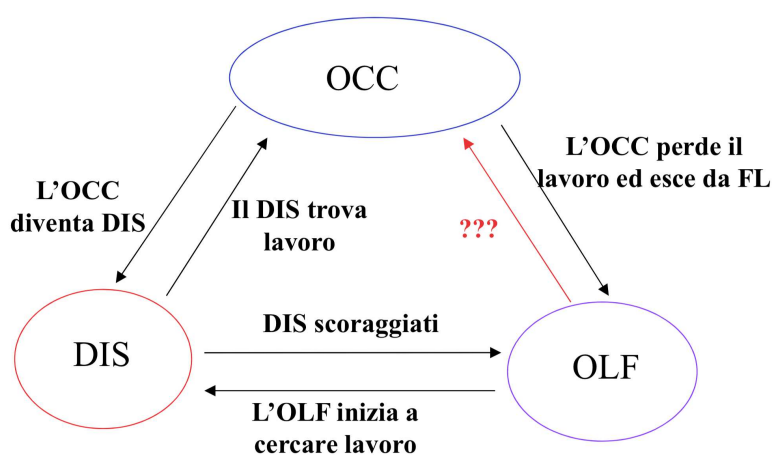 OCC
L’OCC perde il
lavoro ed esce da FL
L’OCC
diventa DIS
Il DIS trova
lavoro
???
DIS scoraggiati
DIS
OLF
L’OLF inizia a
cercare lavoro